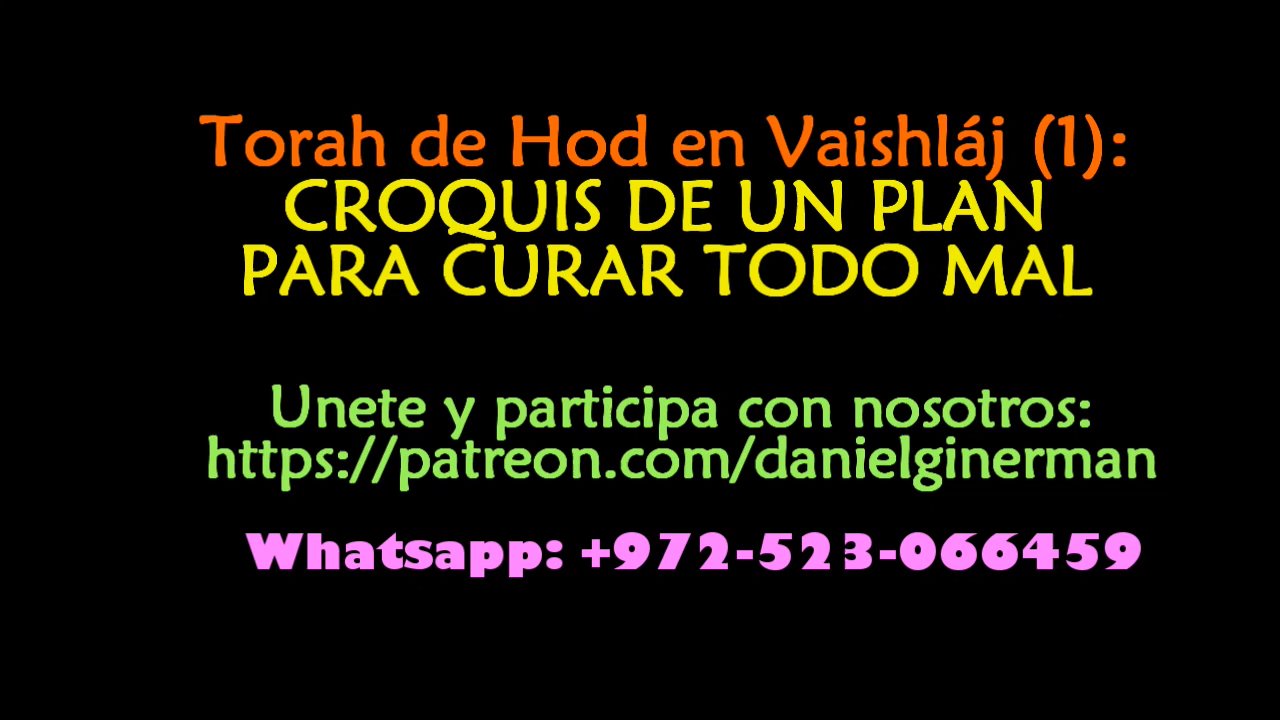 Torah de Hod en Vaishláj (1):
CROQUIS DE UN PLAN
PARA CURAR TODO MAL
Unete y participa con nosotros:
https://patreon.com/danielginerman
Whatsapp: +972-523-066459